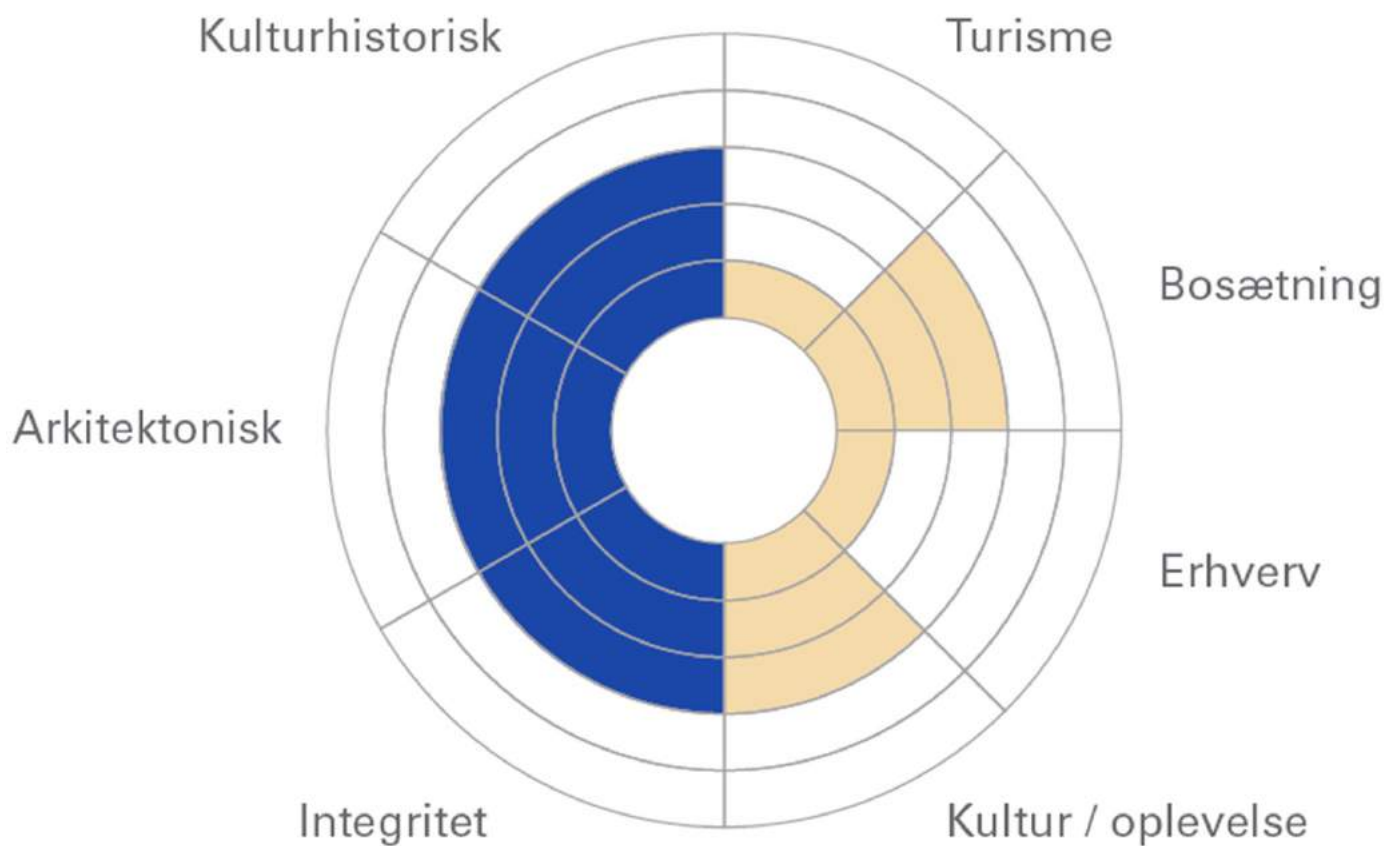 Kulturhistorisk
Turisme
Bosætning
Arkitektonisk
Erhverv
Integritet
Kultur / oplevelse